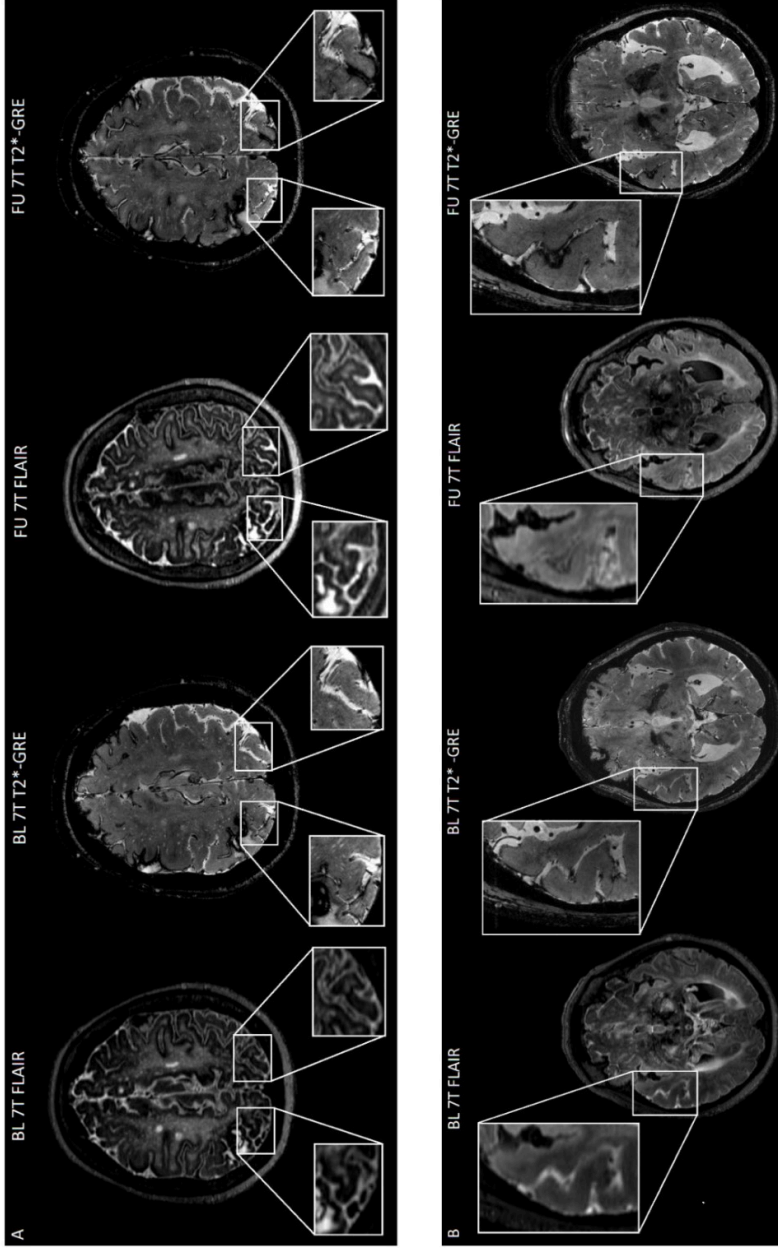 A
BL 7T FLAIR
BL 7T T2*-GRE
FU 7T FLAIR
FU 7T T2*-GRE
B
BL 7T FLAIR
BL 7T T2* -GRE
FU 7T FLAIR
FU 7T T2*-GRE